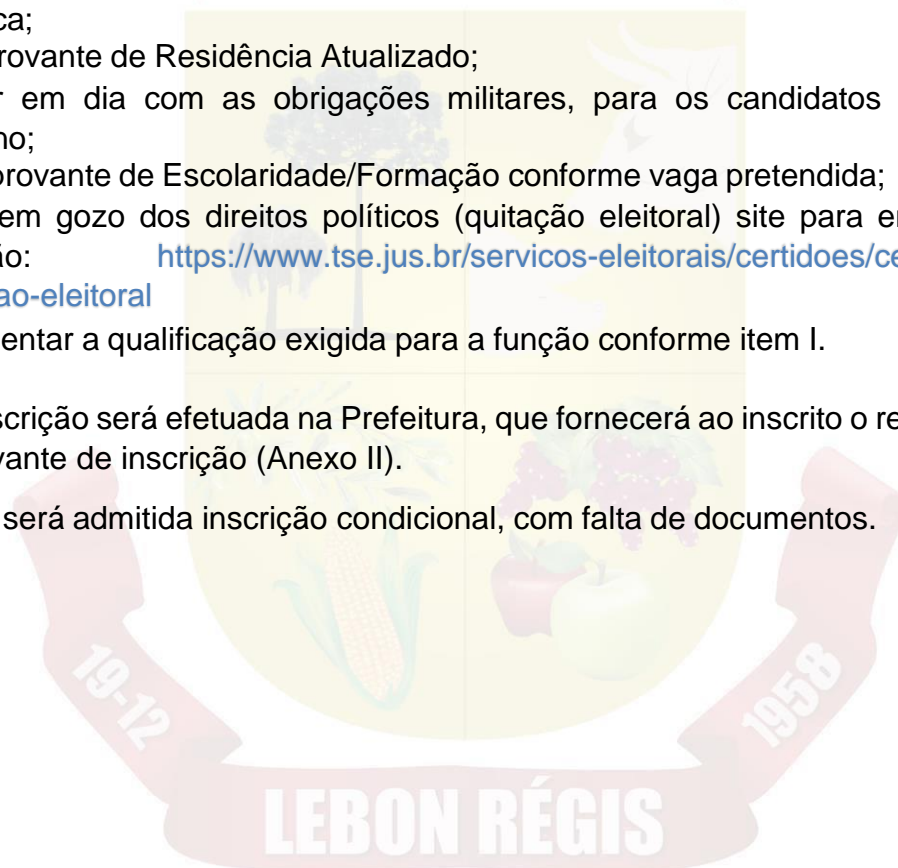 ca;
rovante de Residência Atualizado;
r em dia com as obrigações militares, para os candidatos
no;
provante de Escolaridade/Formação conforme vaga pretendida;
em gozo dos direitos políticos (quitação eleitoral) site para e
ão: https://www.tse.jus.br/servicos-eleitorais/certidoes/ce
ao-eleitoral
entar a qualificação exigida para a função conforme item I.
scrição será efetuada na Prefeitura, que fornecerá ao inscrito o re
vante de inscrição (Anexo II).
será admitida inscrição condicional, com falta de documentos.
19-12
1958
LEBON RÉGIS